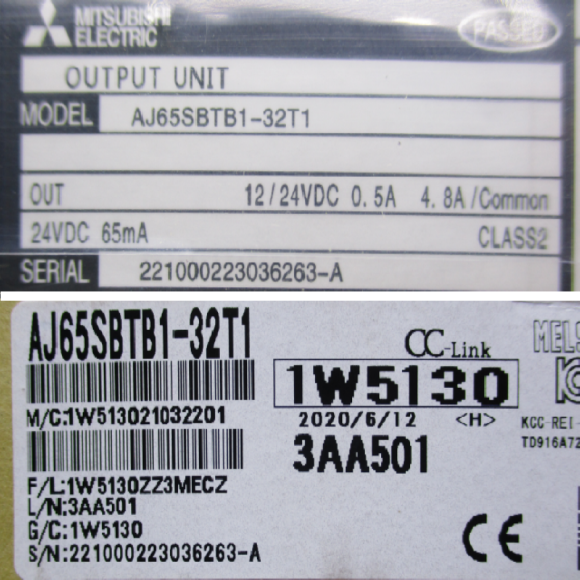 MITSUBISHI
ELECTRIC
PASSED
OUTPUT UNIT
MODEL AJ65SBTB1-32T1
OUT 12/24VDC 0.5A 4.8A/Common
24VDC 65mA CLASS2
SERIAL 221000223036263-A
AJ65SBTB1-32T1
CC-Link
MELS
1W5130
M/C:1W513021032201
2020/6/12 <H>
KCC-REI-
TD916A72
3AA501
F/L:1W5130ZZ3MECZ
L/N:3AA501
G/C:1W5130
S/N:221000223036263-A
CE